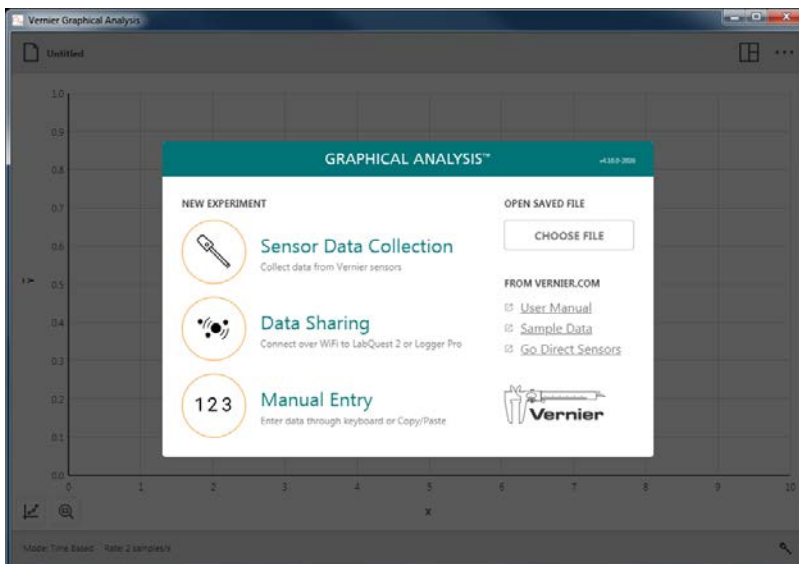 Vernier Graphical Analysis
Untitled
GRAPHICAL ANALYSIS™
NEW EXPERIMENT
Sensor Data Collection
Collect data from Vernier sensors
Data Sharing
Connect over WiFi to LabQuest 2 or Logger Pro
123
Manual Entry
Enter data through keyboard or Copy/Paste
OPEN SAVED FILE
CHOOSE FILE
FROM VERNIER.COM
User Manual
Sample Data
Go Direct Sensors
Vernier
1.0
0.9
0.8
0.7
0.6
0.5
0.4
0.3
0.2
0.1
0.0
0 1 2 3 4 5 6 7 8 9 10
x
Mode: Time Based Rate: 2 samples/s